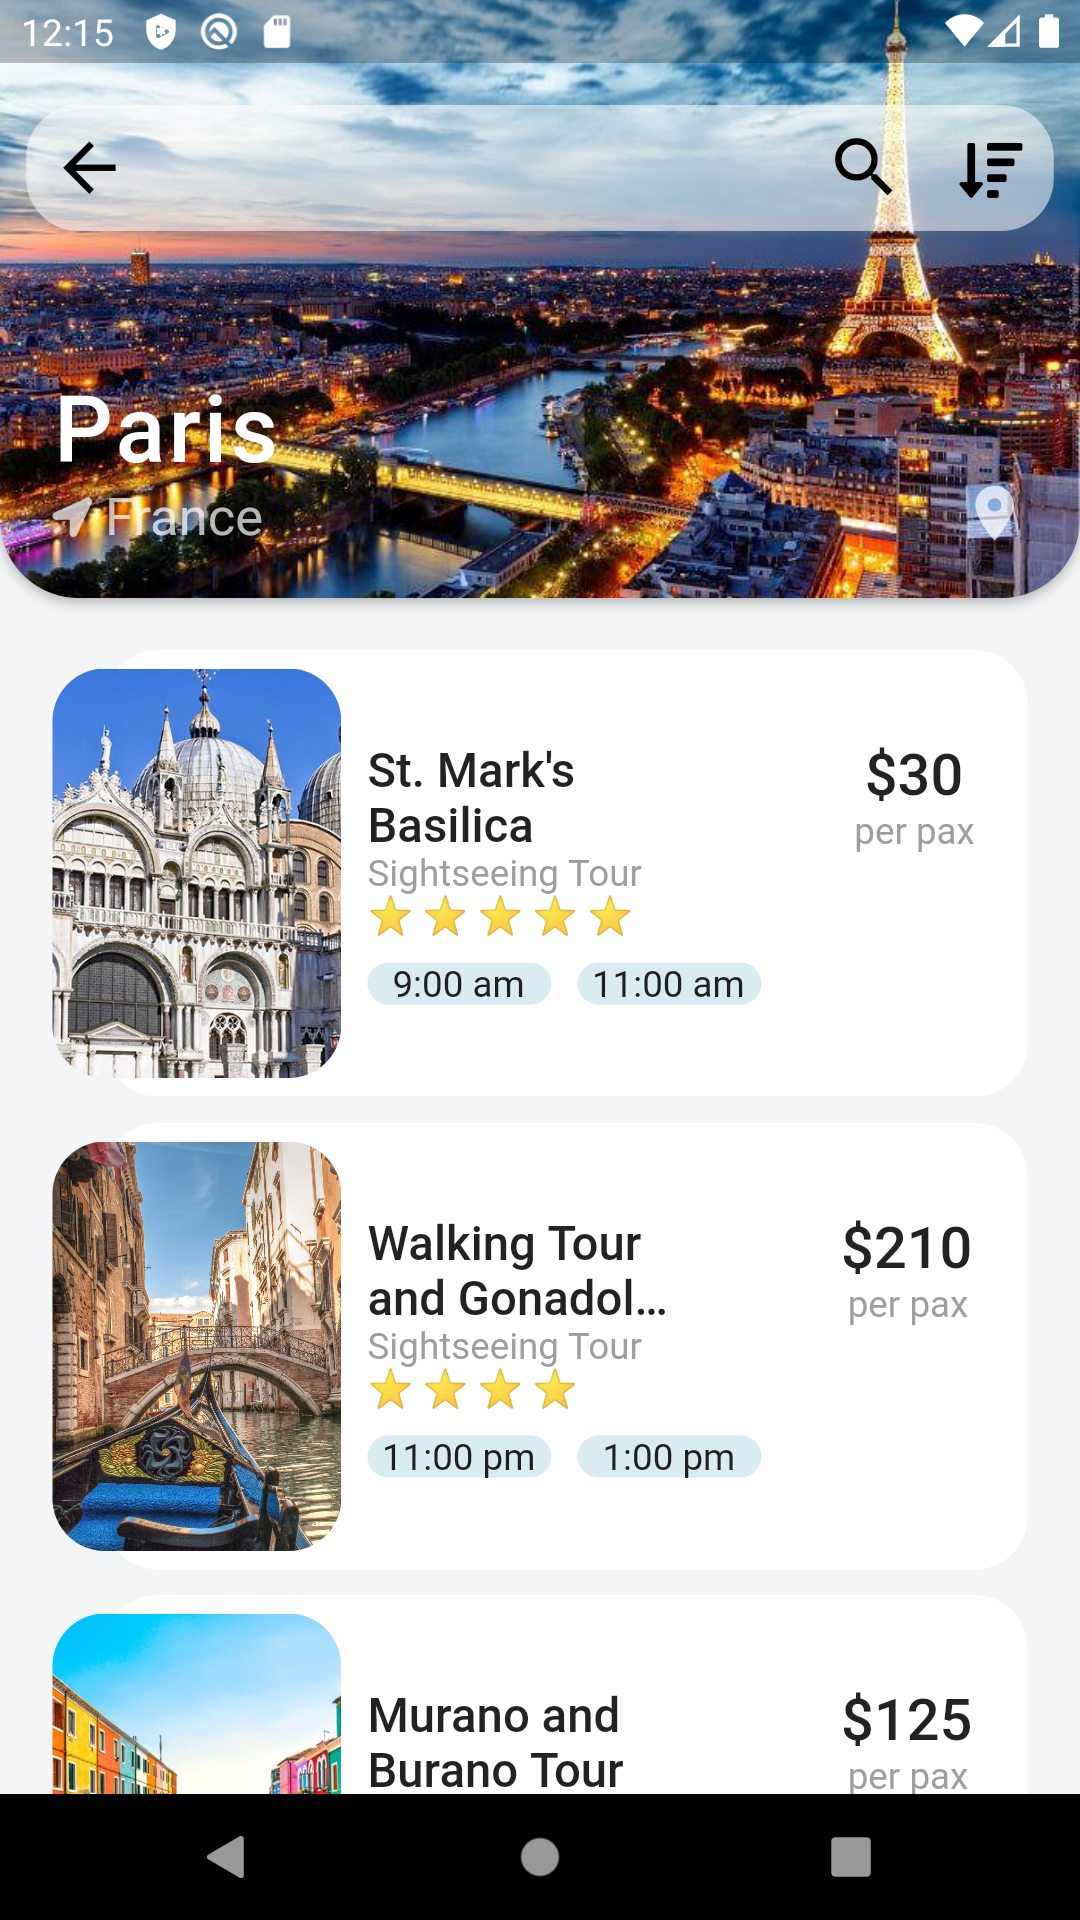 12:15
Paris
France
St. Mark's
Basilica
$30
per pax
Sightseeing Tour
9:00 am
11:00 am
Walking Tour
and Gonadol...
$210
per pax
Sightseeing Tour
11:00 pm
1:00 pm
Murano and
Burano Tour
$125
per pax